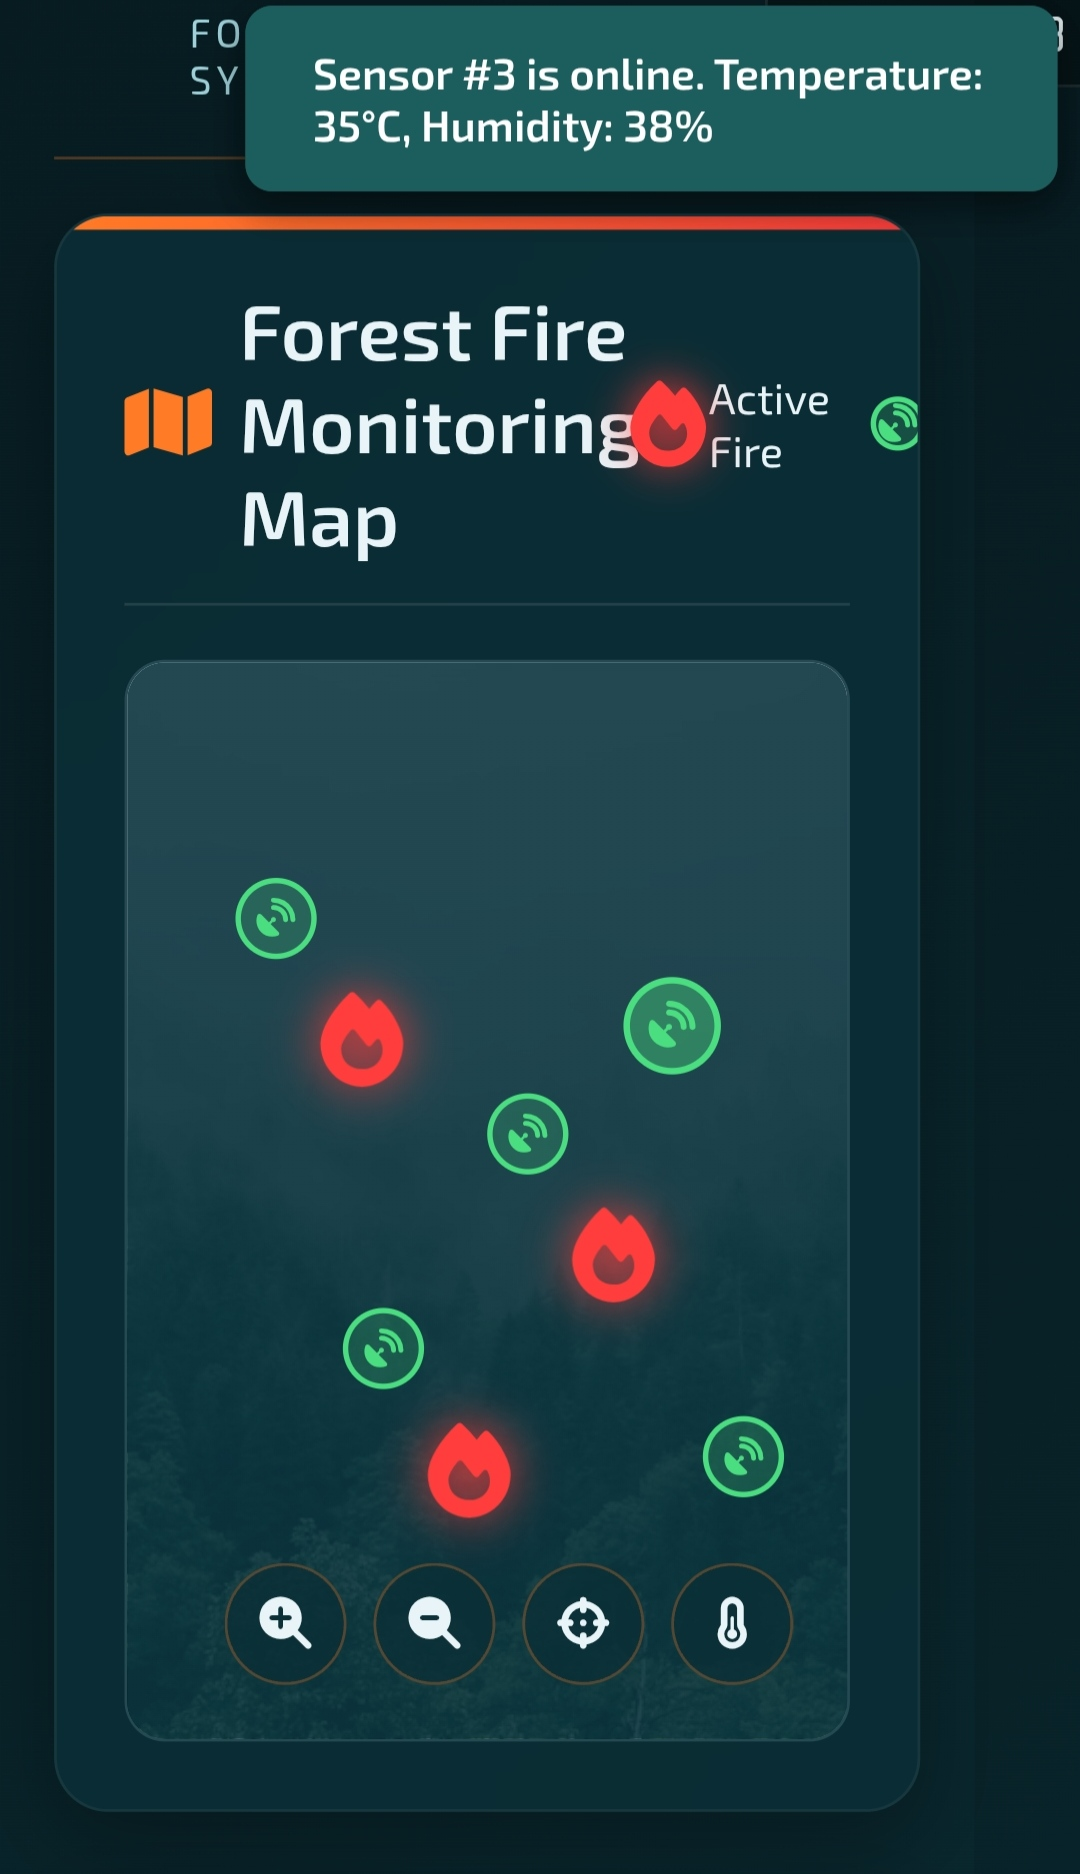 FO
SY
Sensor #3 is online. Temperature:
35°C, Humidity: 38%
Forest Fire
Monitoring
Map
Active
Fire